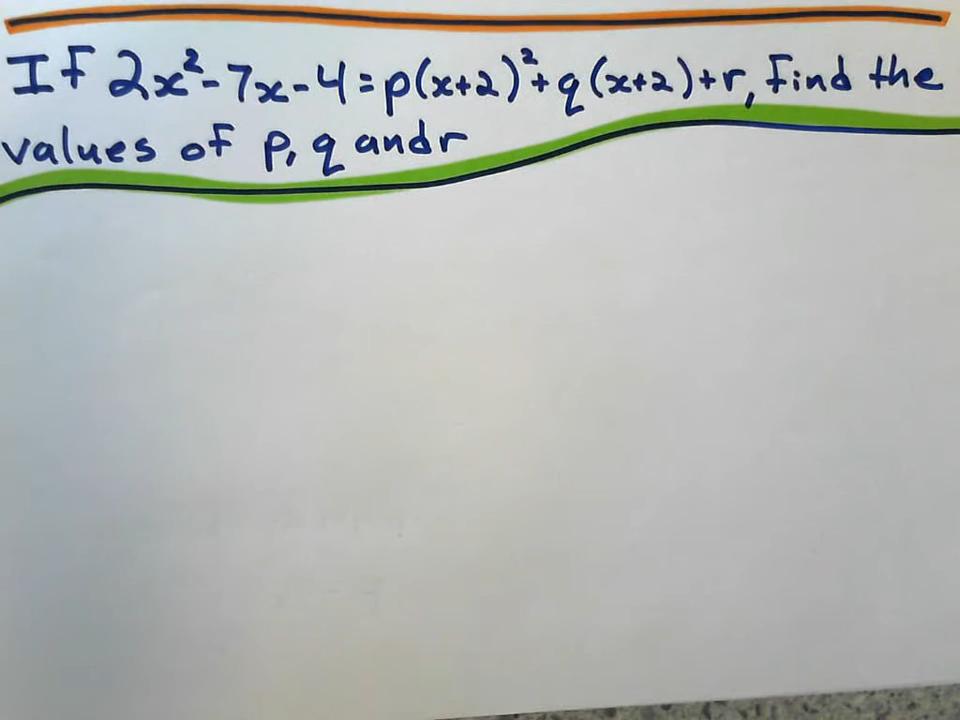 If 2x²-7x-4=p(x+2)²+q(x+2)+r, find the
values of p, q and r